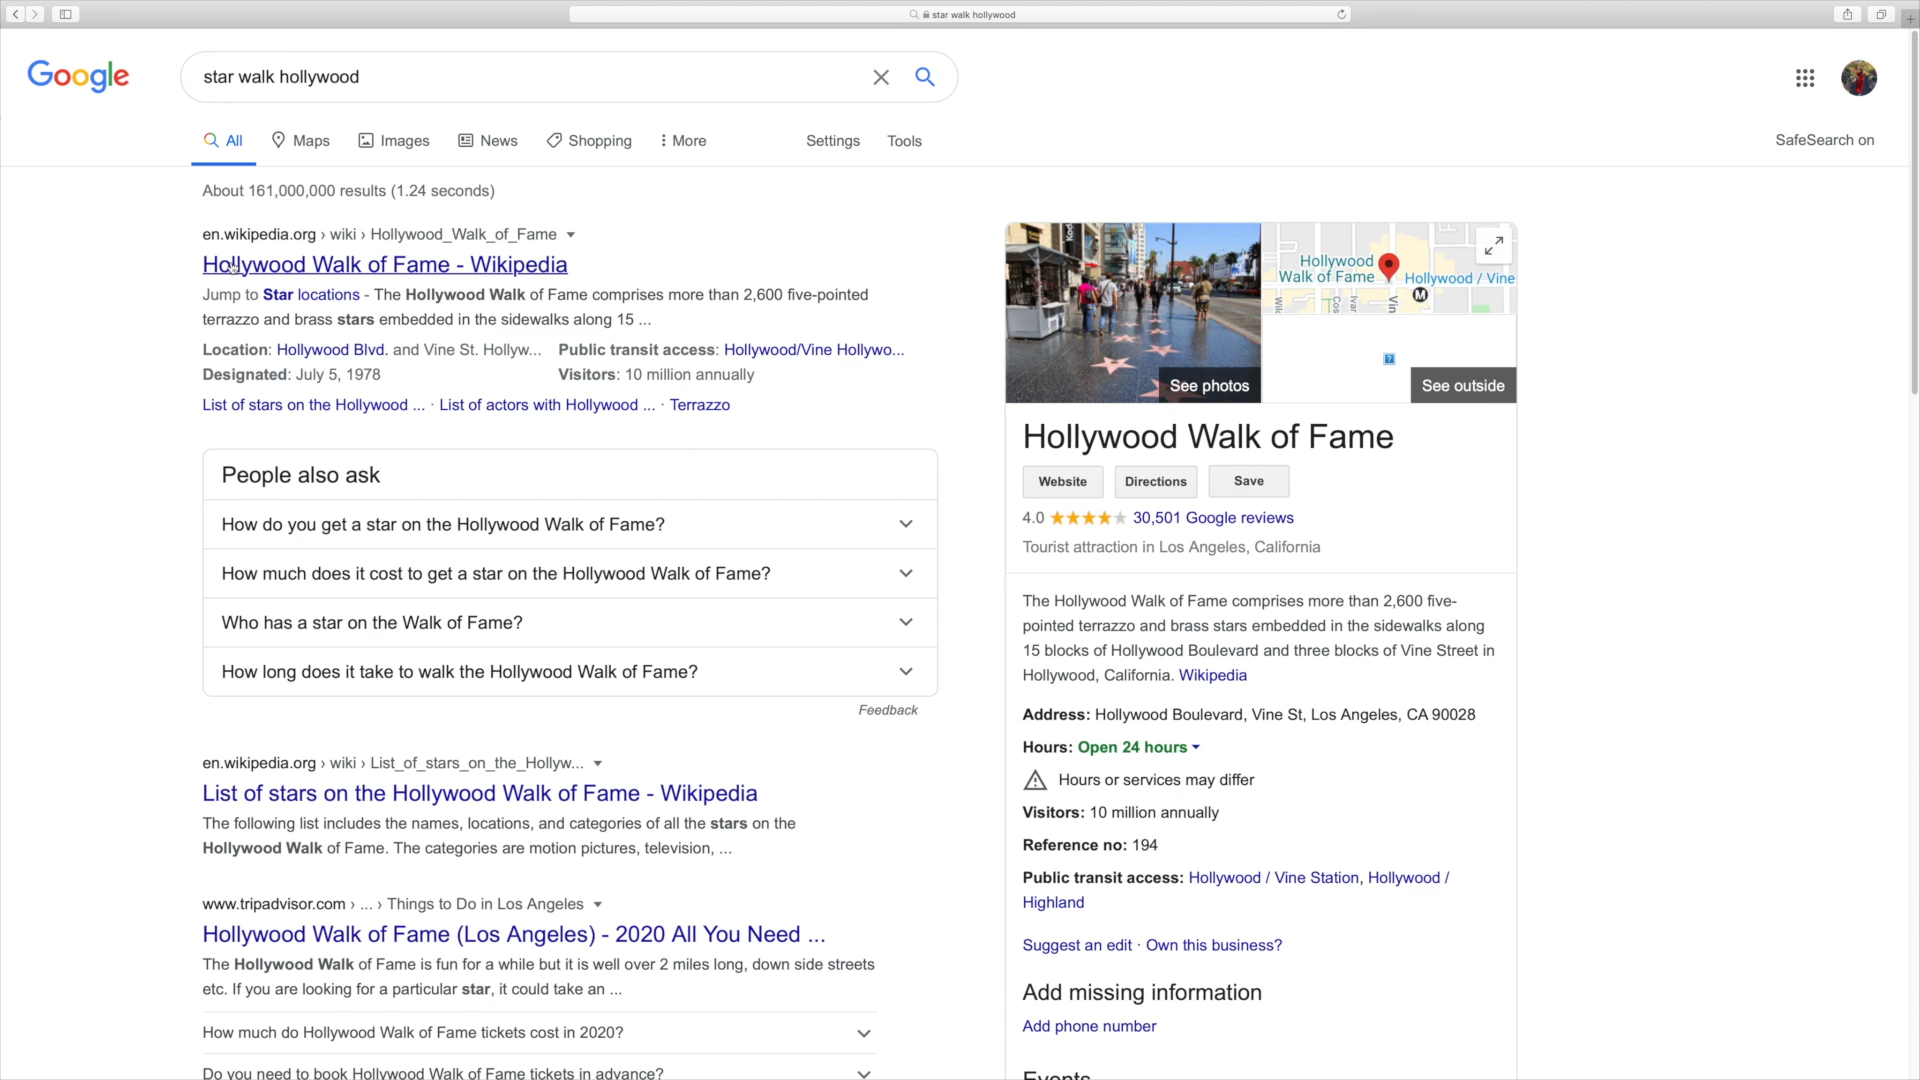 star walk hollywood
Google
star walk hollywood
All
Maps
Images
News
Shopping
More
Settings
Tools
SafeSearch on
About 161,000,000 results (1.24 seconds)
en.wikipedia.org › wiki › Hollywood_Walk_of_Fame
Hollywood Walk of Fame - Wikipedia
Jump to Star locations - The Hollywood Walk of Fame comprises more than 2,600 five-pointed
terrazzo and brass stars embedded in the sidewalks along 15 ...
Location: Hollywood Blvd. and Vine St. Hollyw...
Public transit access: Hollywood/Vine Hollywo...
Designated: July 5, 1978
Visitors: 10 million annually
List of stars on the Hollywood ... · List of actors with Hollywood ... · Terrazzo
People also ask
How do you get a star on the Hollywood Walk of Fame?
How much does it cost to get a star on the Hollywood Walk of Fame?
Who has a star on the Walk of Fame?
How long does it take to walk the Hollywood Walk of Fame?
Feedback
en.wikipedia.org › wiki › List_of_stars_on_the_Hollyw...
List of stars on the Hollywood Walk of Fame - Wikipedia
The following list includes the names, locations, and categories of all the stars on the
Hollywood Walk of Fame. The categories are motion pictures, television, ...
www.tripadvisor.com › ... › Things to Do in Los Angeles
Hollywood Walk of Fame (Los Angeles) - 2020 All You Need ...
The Hollywood Walk of Fame is fun for a while but it is well over 2 miles long, down side streets
etc. If you are looking for a particular star, it could take an ...
How much do Hollywood Walk of Fame tickets cost in 2020?
Do you need to book Hollywood Walk of Fame tickets in advance?
See photos
Hollywood
Walk of Fame
Hollywood / Vine
M
Cos
Ivar
Vin
See outside
Hollywood Walk of Fame
Website
Directions
Save
4.0
30,501 Google reviews
Tourist attraction in Los Angeles, California
The Hollywood Walk of Fame comprises more than 2,600 five-
pointed terrazzo and brass stars embedded in the sidewalks along
15 blocks of Hollywood Boulevard and three blocks of Vine Street in
Hollywood, California. Wikipedia
Address: Hollywood Boulevard, Vine St, Los Angeles, CA 90028
Hours: Open 24 hours
Hours or services may differ
Visitors: 10 million annually
Reference no: 194
Public transit access: Hollywood / Vine Station, Hollywood /
Highland
Suggest an edit · Own this business?
Add missing information
Add phone number
Events